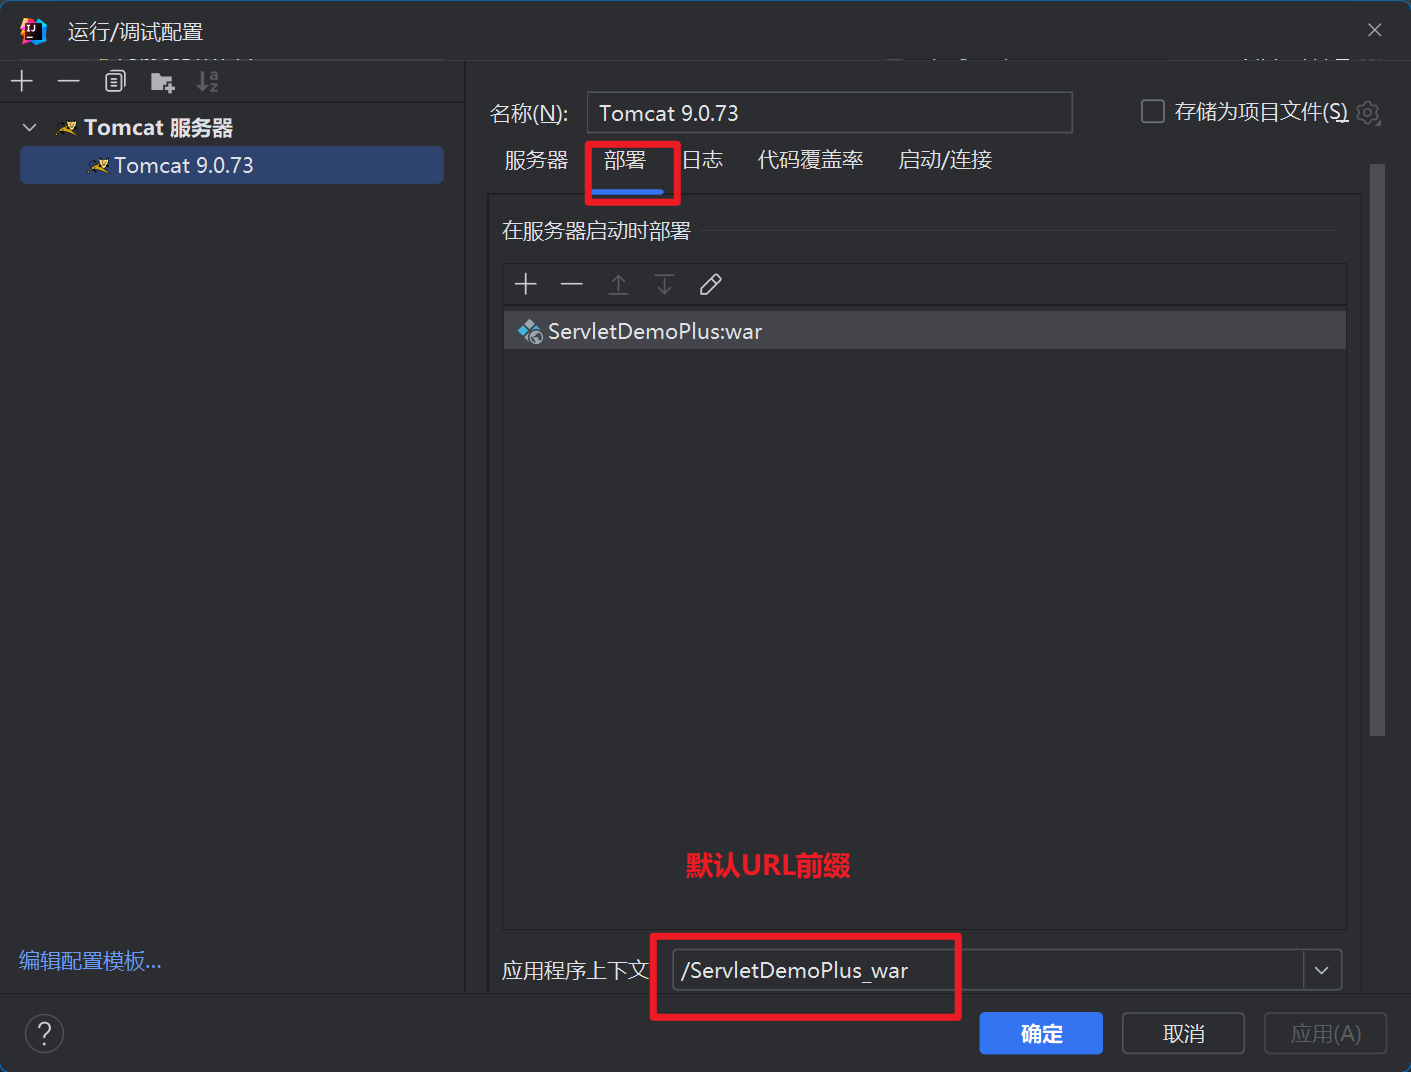 运行/调试配置
Tomcat 服务器
Tomcat 9.0.73
名称(N):
Tomcat 9.0.73
存储为项目文件(S)
服务器 部署 日志 代码覆盖率 启动/连接
在服务器启动时部署
ServletDemoPlus:war
默认URL前缀
应用程序上下文
/ServletDemoPlus_war
编辑配置模板...
?
确定 取消 应用(A)